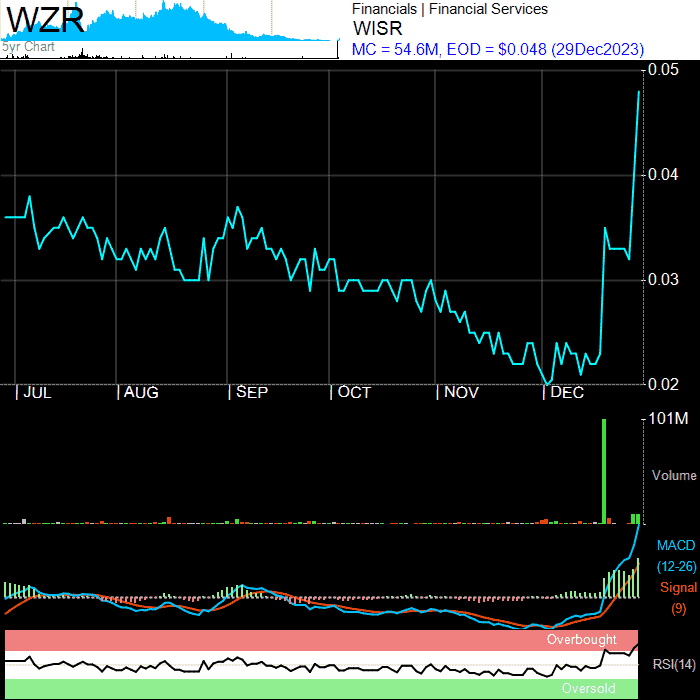 WZR
5yr Chart
Financials | Financial Services
WISR
MC = 54.6M, EOD = $0.048 (29Dec2023)
0.05
0.04
0.03
0.02
| JUL | AUG | SEP | OCT | NOV | DEC
101M
Volume
MACD
(12-26)
Signal
(9)
Overbought
RSI(14)
Oversold